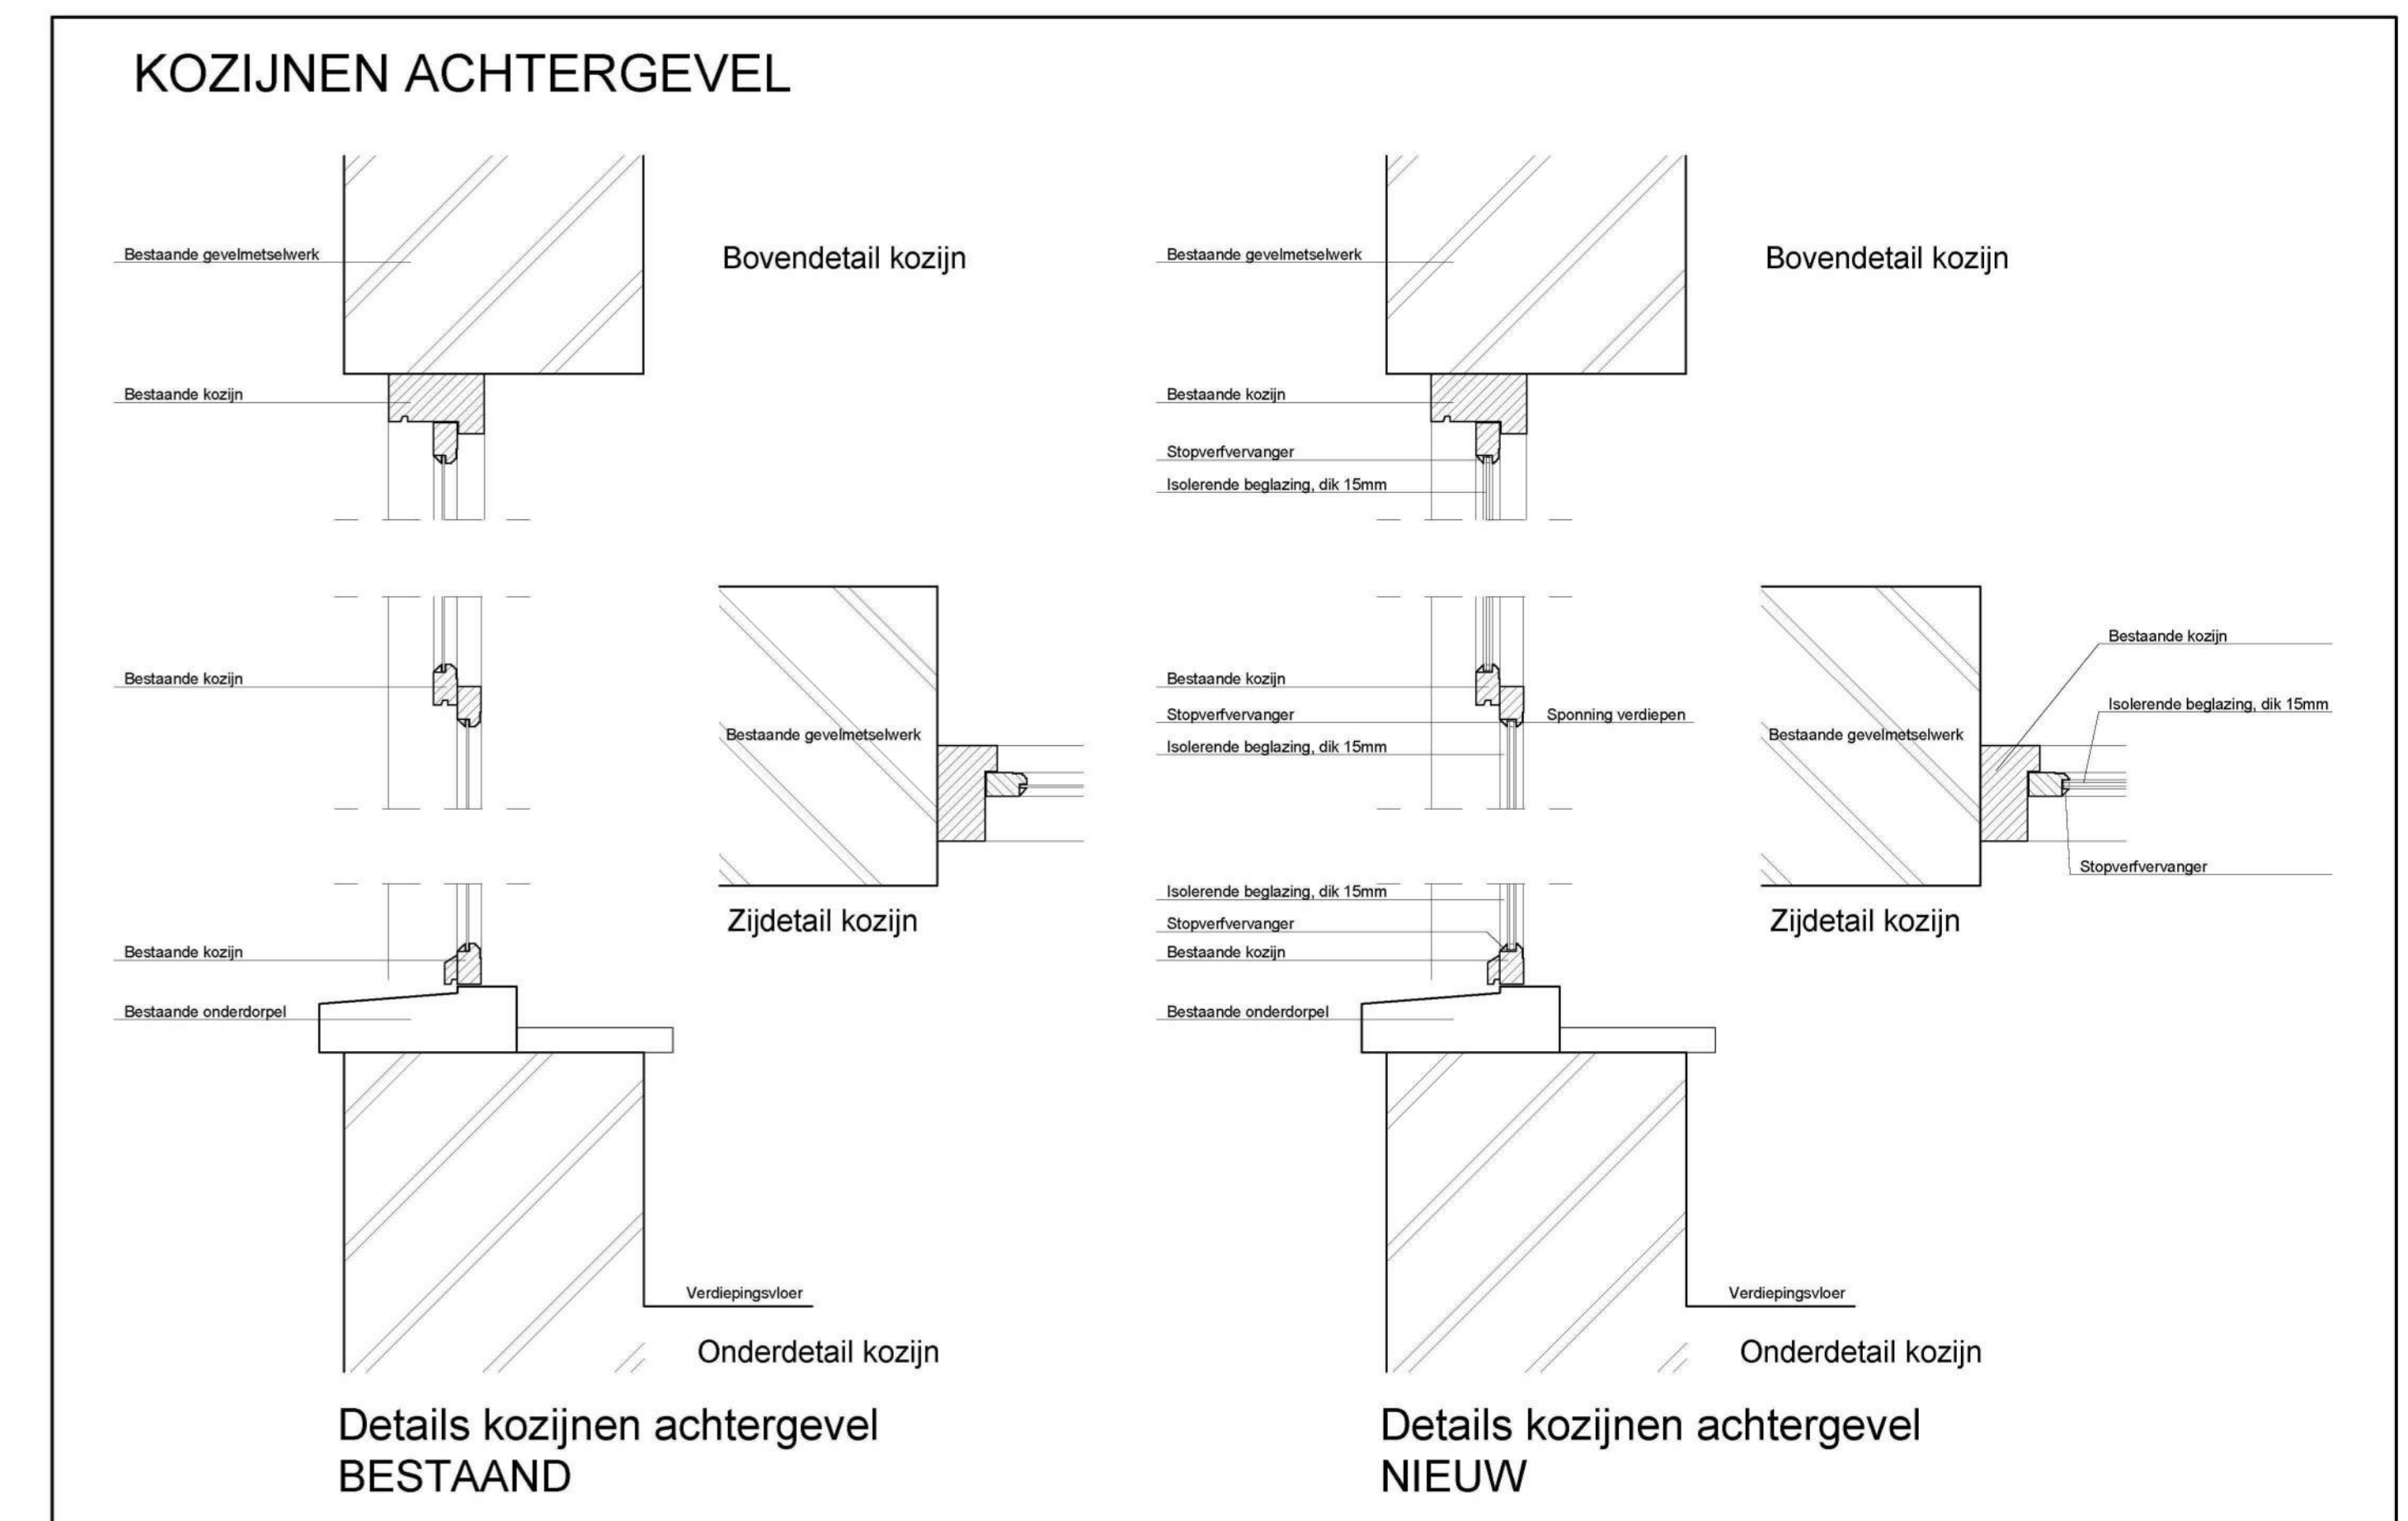 KOZIJNEN ACHTERGEVEL
Bestaande gevelmetselwerk
Bovendetail kozijn
Bestaande kozijn
Bestaande kozijn
Bestaande gevelmetselwerk
Zijdetail kozijn
Bestaande kozijn
Bestaande onderdorpel
Verdiepingsvloer
Onderdetail kozijn
Details kozijnen achtergevel
BESTAAND
Bestaande gevelmetselwerk
Bovendetail kozijn
Bestaande kozijn
Stopverfvervanger
Isolerende beglazing, dik 15mm
Bestaande kozijn
Stopverfvervanger
Sponning verdiepen
Isolerende beglazing, dik 15mm
Bestaande kozijn
Isolerende beglazing, dik 15mm
Bestaande gevelmetselwerk
Stopverfvervanger
Zijdetail kozijn
Isolerende beglazing, dik 15mm
Stopverfvervanger
Bestaande kozijn
Bestaande onderdorpel
Verdiepingsvloer
Onderdetail kozijn
Details kozijnen achtergevel
NIEUW